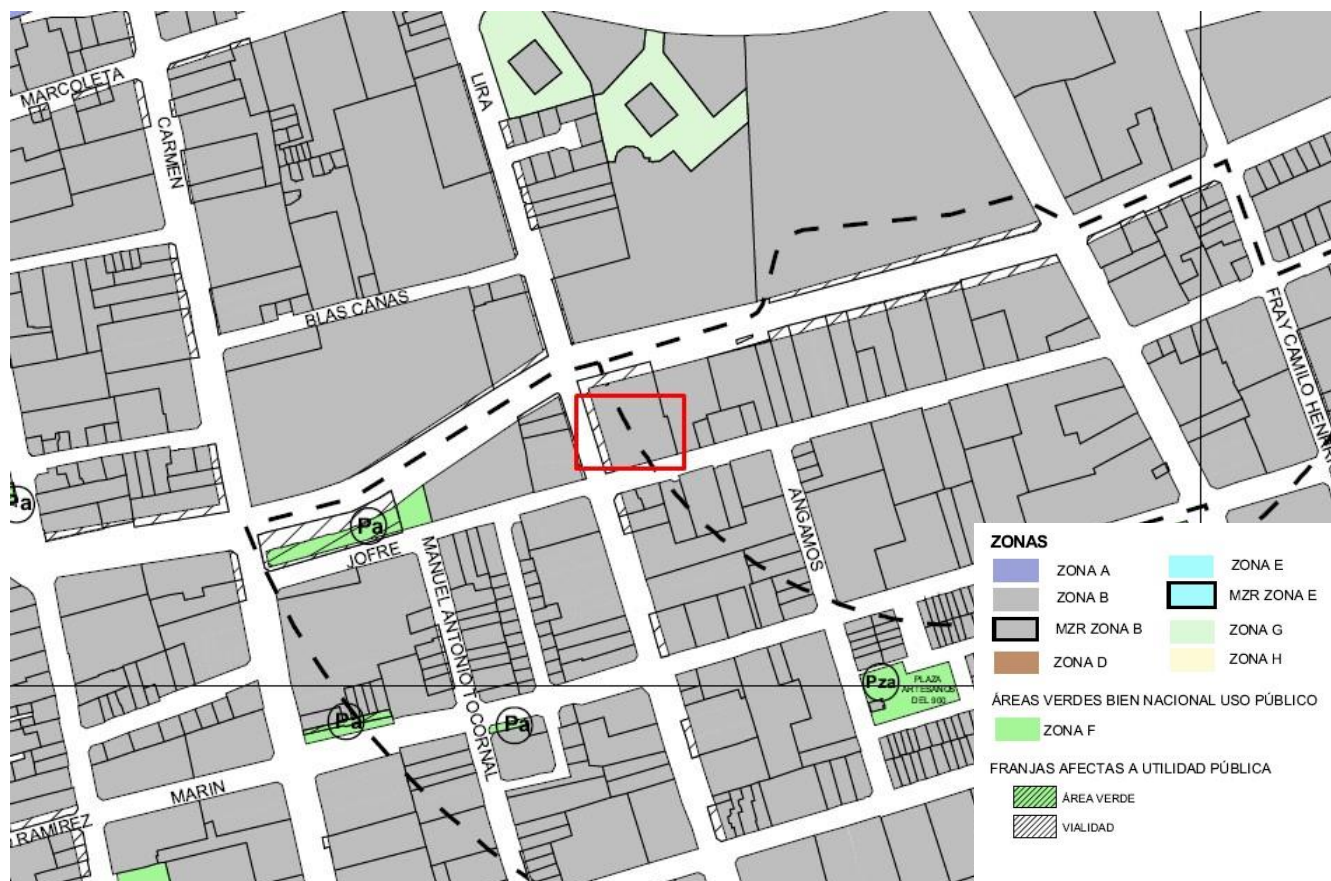 MARCOLETA
CARMEN
LIRA
BLAS CAÑAS
FRAY CAMILO HENRI
Pa
Pa
JOFRE
MANUEL ANTONIO TOCORNAL
ANGAMOS
Pza
PLAZA
ARTESANOS
DEL 900
Pa
Pa
MARIN
RAMIREZ
ZONAS
ZONA A
ZONA B
MZR ZONA B
ZONA D
ZONA E
MZR ZONA E
ZONA G
ZONA H
ÁREAS VERDES BIEN NACIONAL USO PÚBLICO
ZONA F
FRANJAS AFECTAS A UTILIDAD PÚBLICA
ÁREA VERDE
VIALIDAD